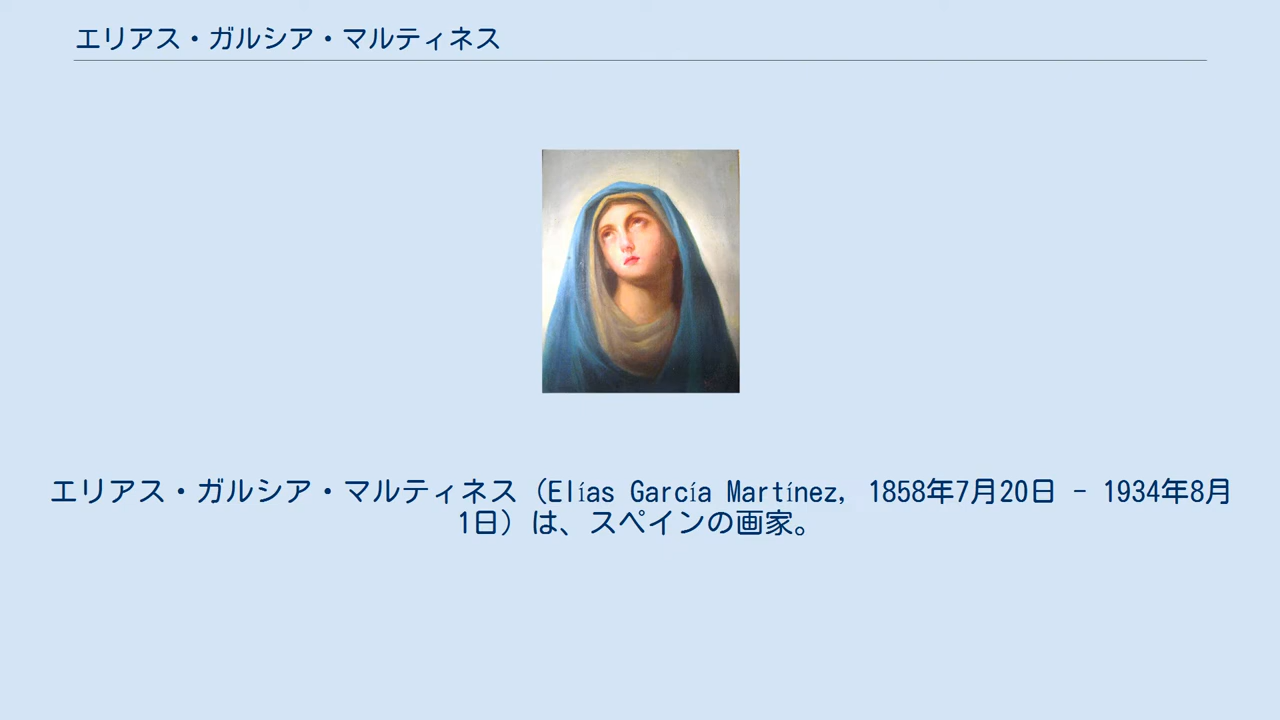 エリアス・ガルシア・マルティネス
エリアス・ガルシア・マルティネス（Elías García Martínez, 1858年7月20日 - 1934年8月
1日）は、スペインの画家。